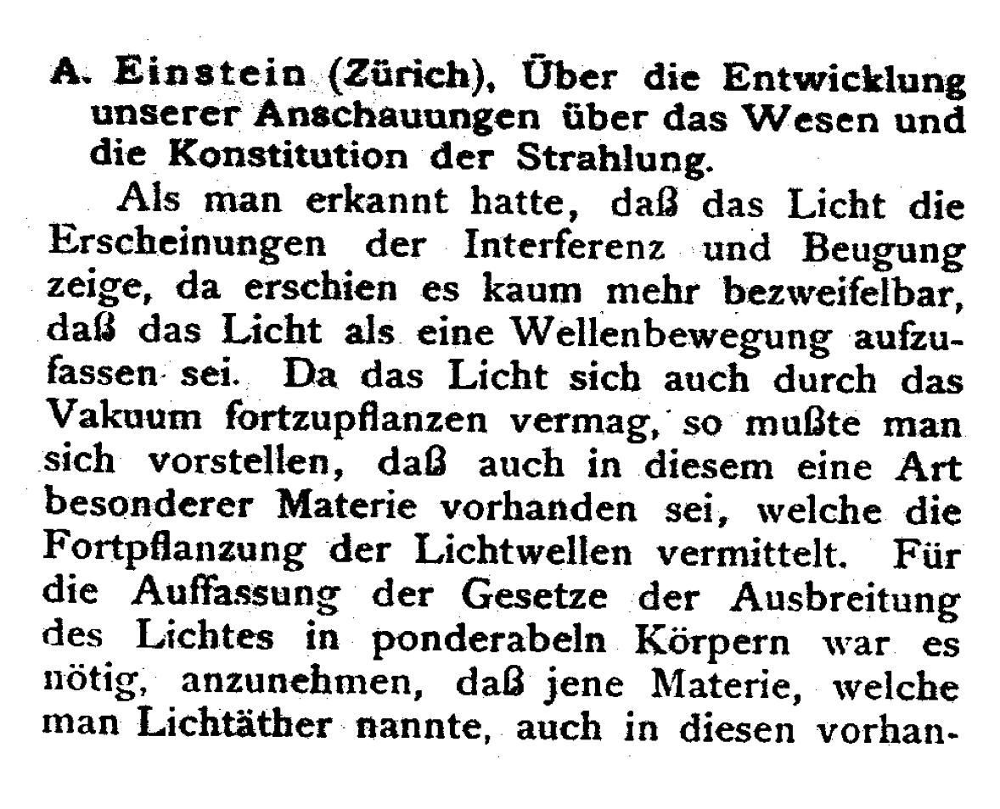 A. Einstein (Zürich), Über die Entwicklung
unserer Anschauungen über das Wesen und
die Konstitution der Strahlung.
Als man erkannt hatte, daß das Licht die
Erscheinungen der Interferenz und Beugung
zeige, da erschien es kaum mehr bezweifelbar,
daß das Licht als eine Wellenbewegung aufzu-
fassen sei. Da das Licht sich auch durch das
Vakuum fortzupflanzen vermag, so mußte man
sich vorstellen, daß auch in diesem eine Art
besonderer Materie vorhanden sei, welche die
Fortpflanzung der Lichtwellen vermittelt. Für
die Auffassung der Gesetze der Ausbreitung
des Lichtes in ponderabeln Körpern war es
nötig, anzunehmen, daß jene Materie, welche
man Lichtäther nannte, auch in diesen vorhan-